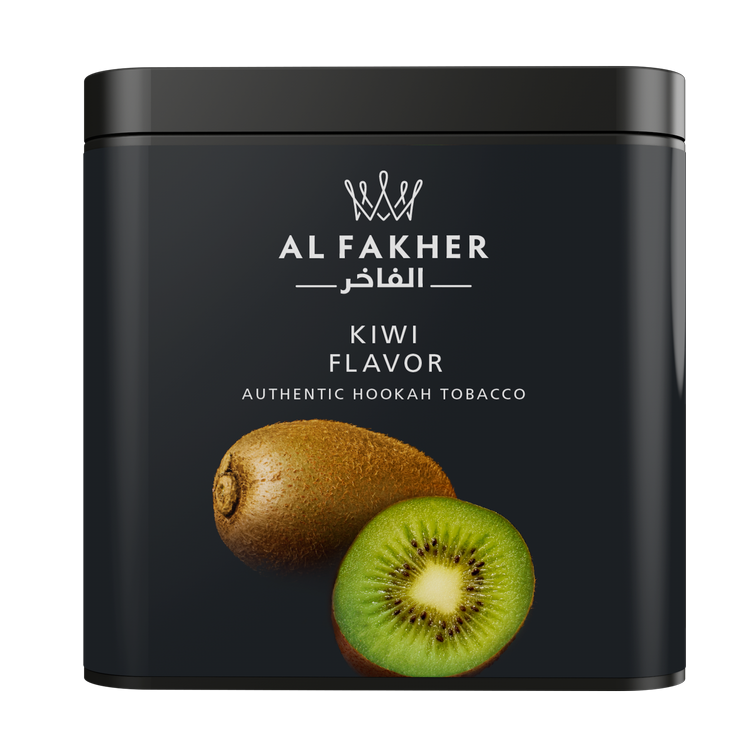 AL FAKHER
الفاخر
KIWI
FLAVOR
AUTHENTIC HOOKAH TOBACCO